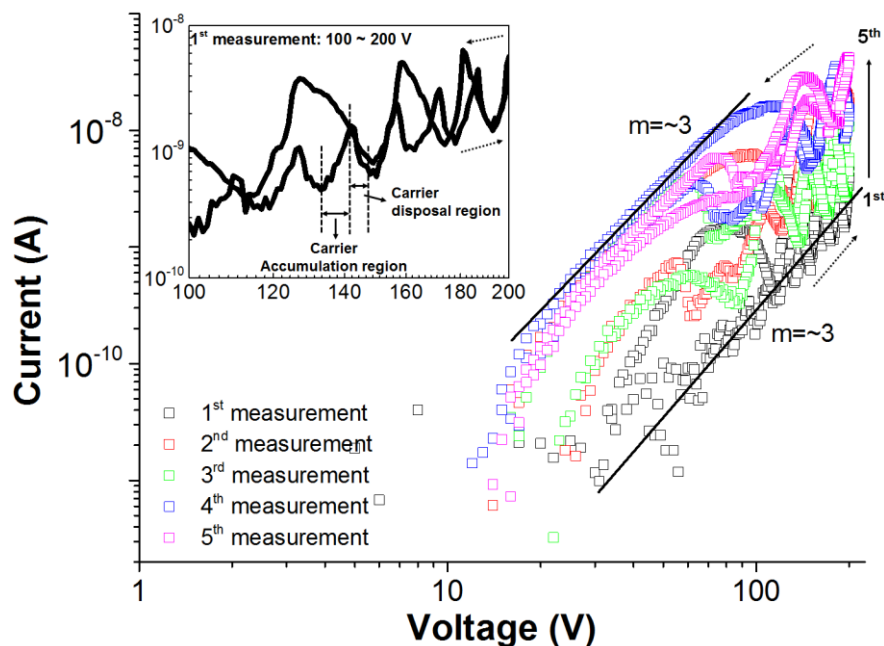 10⁻⁸
1ˢᵗ measurement: 100 ~ 200 V
10⁻⁹
Carrier
disposal region
Carrier
Accumulation region
10⁻¹⁰
100 120 140 160 180 200
5ᵗʰ
m=~3
1ˢᵗ
m=~3
10⁻⁸
10⁻¹⁰
Current (A)
1ˢᵗ measurement
2ⁿᵈ measurement
3ʳᵈ measurement
4ᵗʰ measurement
5ᵗʰ measurement
1 10 100
Voltage (V)